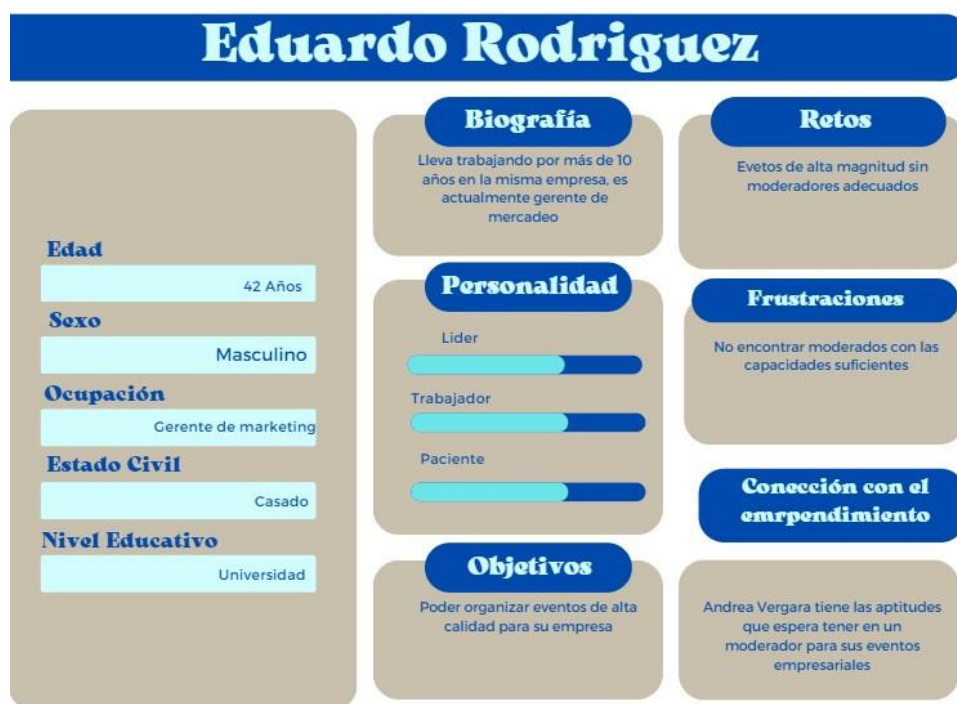 Eduardo Rodriguez
Edad
42 Años
Sexo
Masculino
Ocupación
Gerente de marketing
Estado Civil
Casado
Nivel Educativo
Universidad
Biografía
Lleva trabajando por más de 10
años en la misma empresa, es
actualmente gerente de
mercadeo
Personalidad
Lider
Trabajador
Paciente
Objetivos
Poder organizar eventos de alta
calidad para su empresa
Retos
Evetos de alta magnitud sin
moderadores adecuados
Frustraciones
No encontrar moderados con las
capacidades suficientes
Conección con el
emrpendimiento
Andrea Vergara tiene las aptitudes
que espera tener en un
moderador para sus eventos
empresariales